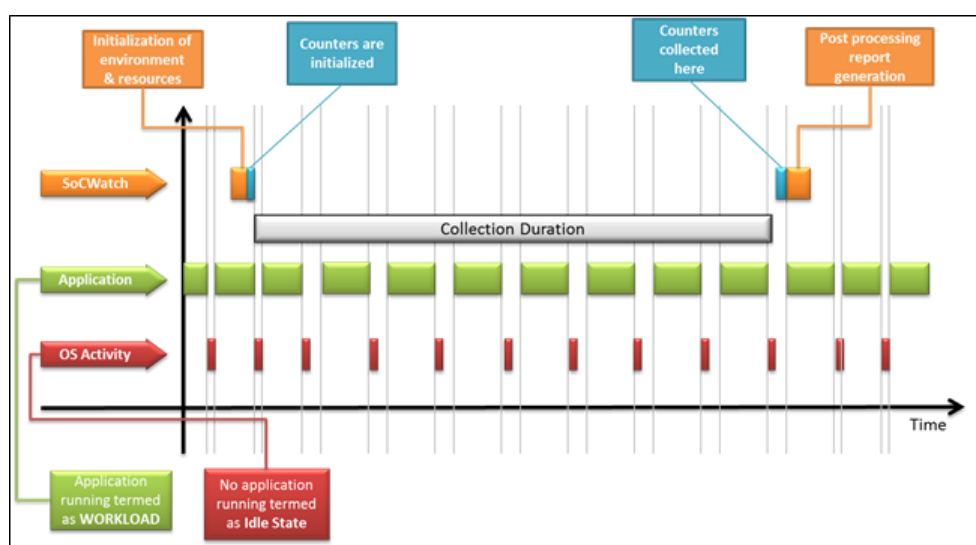 Initialization of
environment
& resources
Counters are
initialized
Counters
collected
here
Post processing
report
generation
SoCWatch
Collection Duration
Application
OS Activity
Time
Application
running termed
as WORKLOAD
No application
running termed
as Idle State